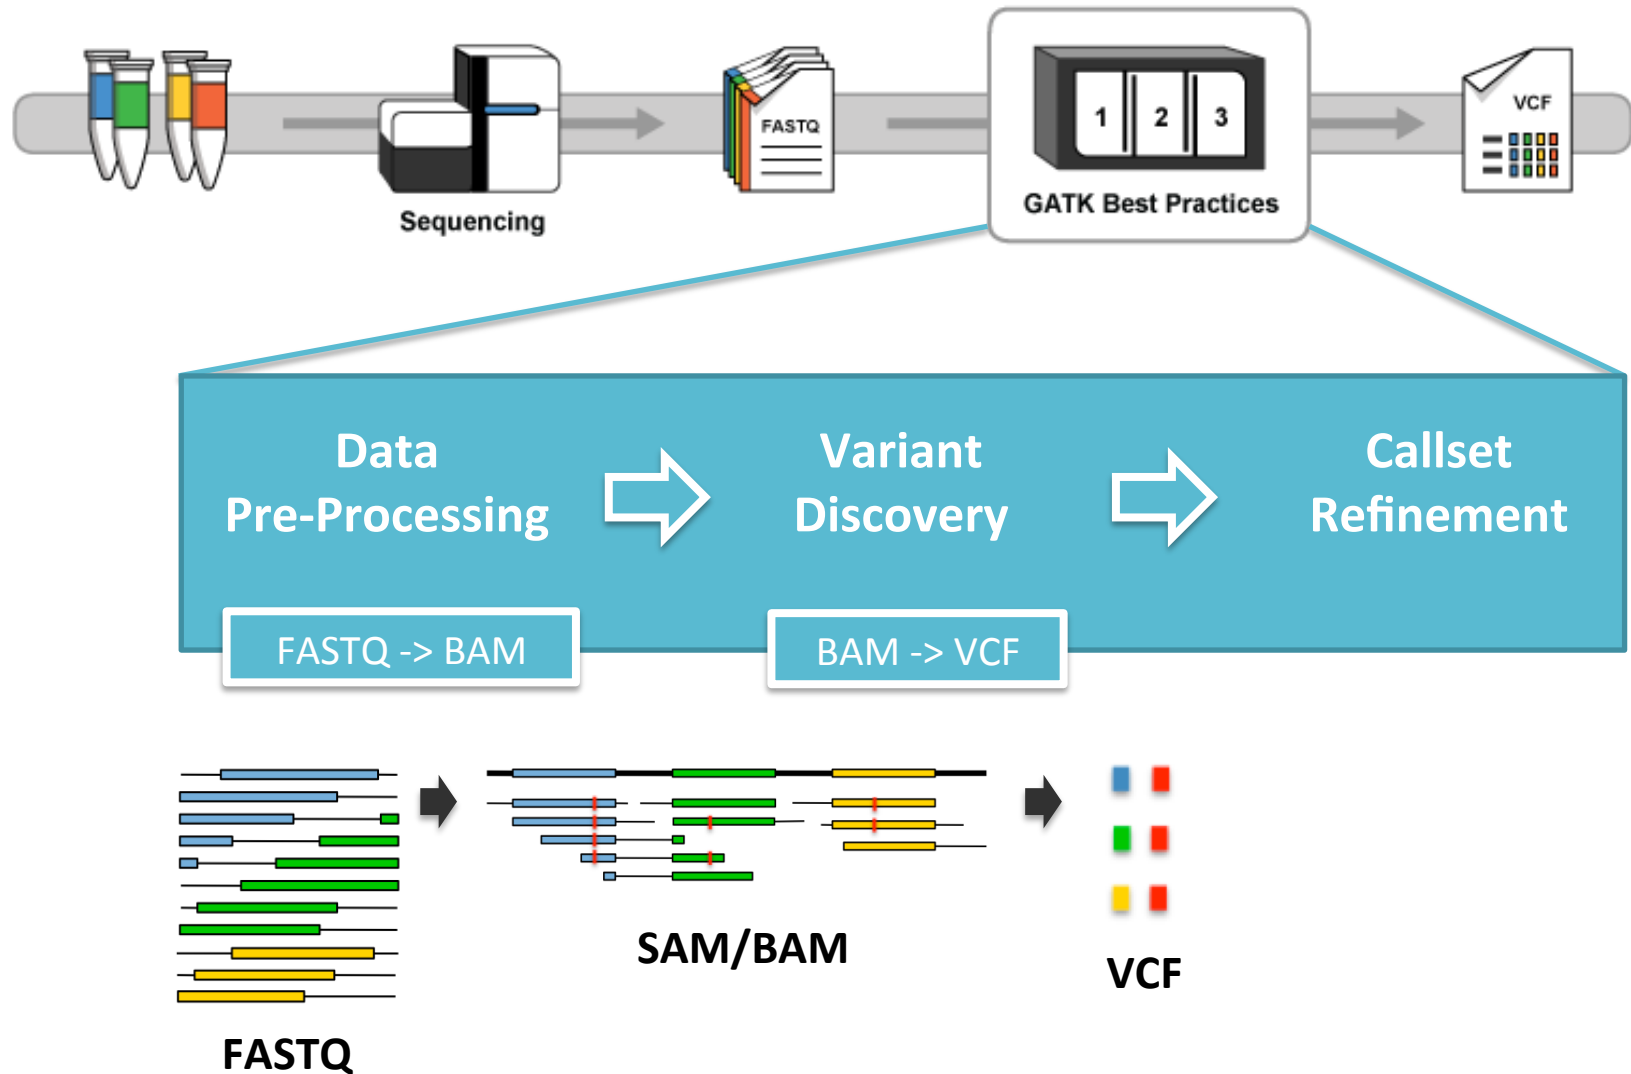 FASTQ
1 2 3
VCF
Sequencing
GATK Best Practices
Data
Pre-Processing
Variant
Discovery
Callset
Refinement
FASTQ -> BAM
BAM -> VCF
SAM/BAM
VCF
FASTQ